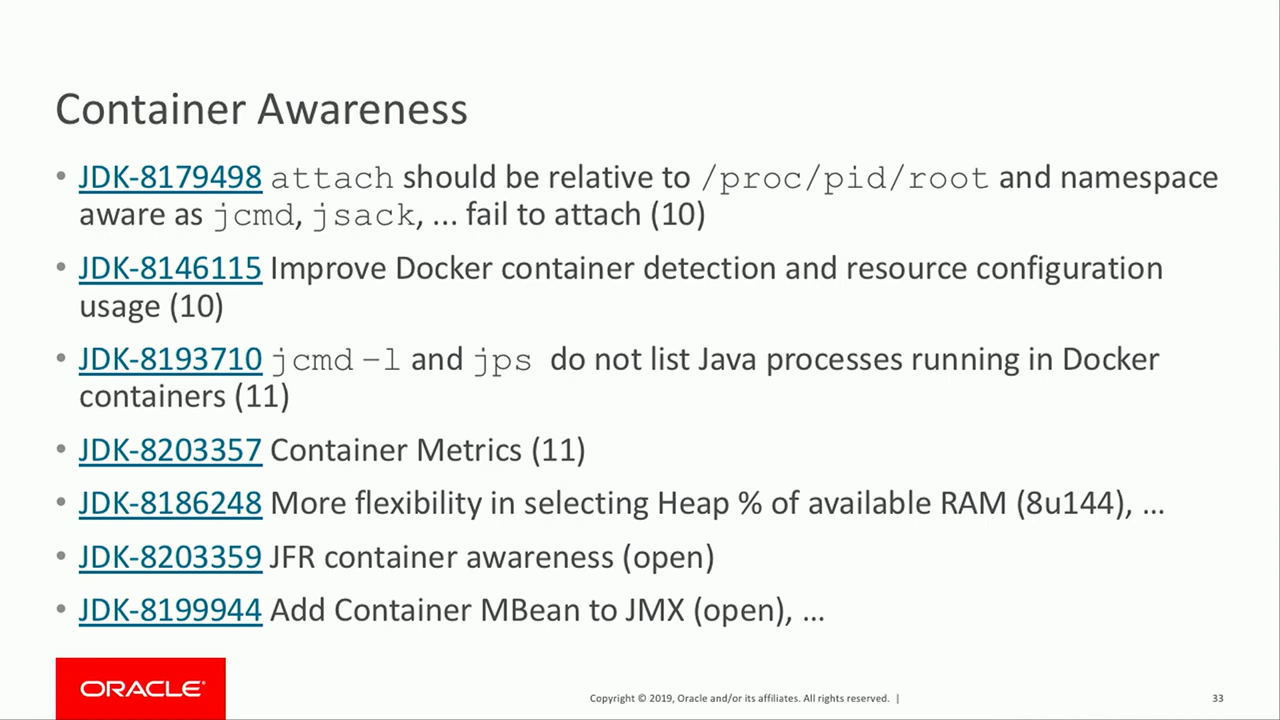 Container Awareness
• JDK-8179498 attach should be relative to /proc/pid/root and namespace
aware as jcmd, jsack, ... fail to attach (10)
• JDK-8146115 Improve Docker container detection and resource configuration
usage (10)
• JDK-8193710 jcmd –l and jps do not list Java processes running in Docker
containers (11)
• JDK-8203357 Container Metrics (11)
• JDK-8186248 More flexibility in selecting Heap % of available RAM (8u144), ...
• JDK-8203359 JFR container awareness (open)
• JDK-8199944 Add Container MBean to JMX (open), ...
ORACLE®
Copyright © 2019, Oracle and/or its affiliates. All rights reserved. |
33